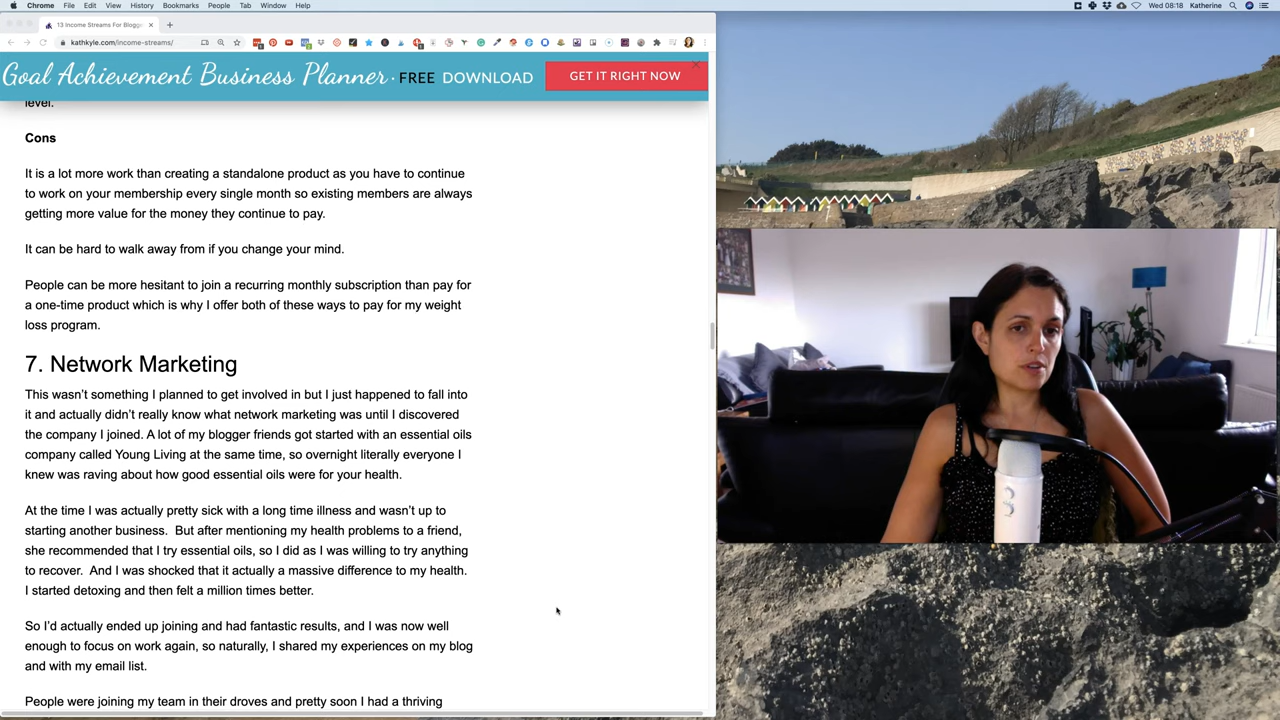 Chrome File Edit View History Bookmarks People Tab Window Help
Wed 08:18 Katherine
13 Income Streams For Blogg
kathkyle.com/income-streams/
Goal Achievement Business Planner · FREE DOWNLOAD GET IT RIGHT NOW
level.
Cons
It is a lot more work than creating a standalone product as you have to continue
to work on your membership every single month so existing members are always
getting more value for the money they continue to pay.
It can be hard to walk away from if you change your mind.
People can be more hesitant to join a recurring monthly subscription than pay for
a one-time product which is why I offer both of these ways to pay for my weight
loss program.
7. Network Marketing
This wasn’t something I planned to get involved in but I just happened to fall into
it and actually didn’t really know what network marketing was until I discovered
the company I joined. A lot of my blogger friends got started with an essential oils
company called Young Living at the same time, so overnight literally everyone I
knew was raving about how good essential oils were for your health.
At the time I was actually pretty sick with a long time illness and wasn’t up to
starting another business.  But after mentioning my health problems to a friend,
she recommended that I try essential oils, so I did as I was willing to try anything
to recover.  And I was shocked that it actually a massive difference to my health.
I started detoxing and then felt a million times better.
So I’d actually ended up joining and had fantastic results, and I was now well
enough to focus on work again, so naturally, I shared my experiences on my blog
and with my email list.
People were joining my team in their droves and pretty soon I had a thriving